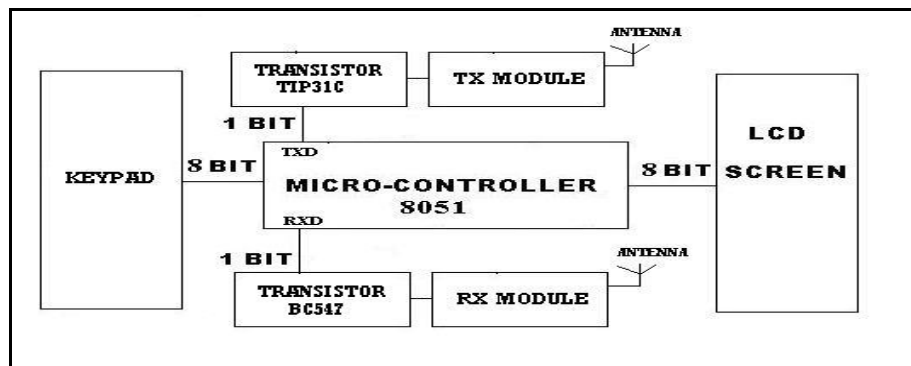 ANTENNA
TRANSISTOR
TIP31C
TX MODULE
1 BIT
TXD
KEYPAD
8 BIT
MICRO-CONTROLLER
8051
RXD
8 BIT
LCD
SCREEN
1 BIT
ANTENNA
TRANSISTOR
BC547
RX MODULE